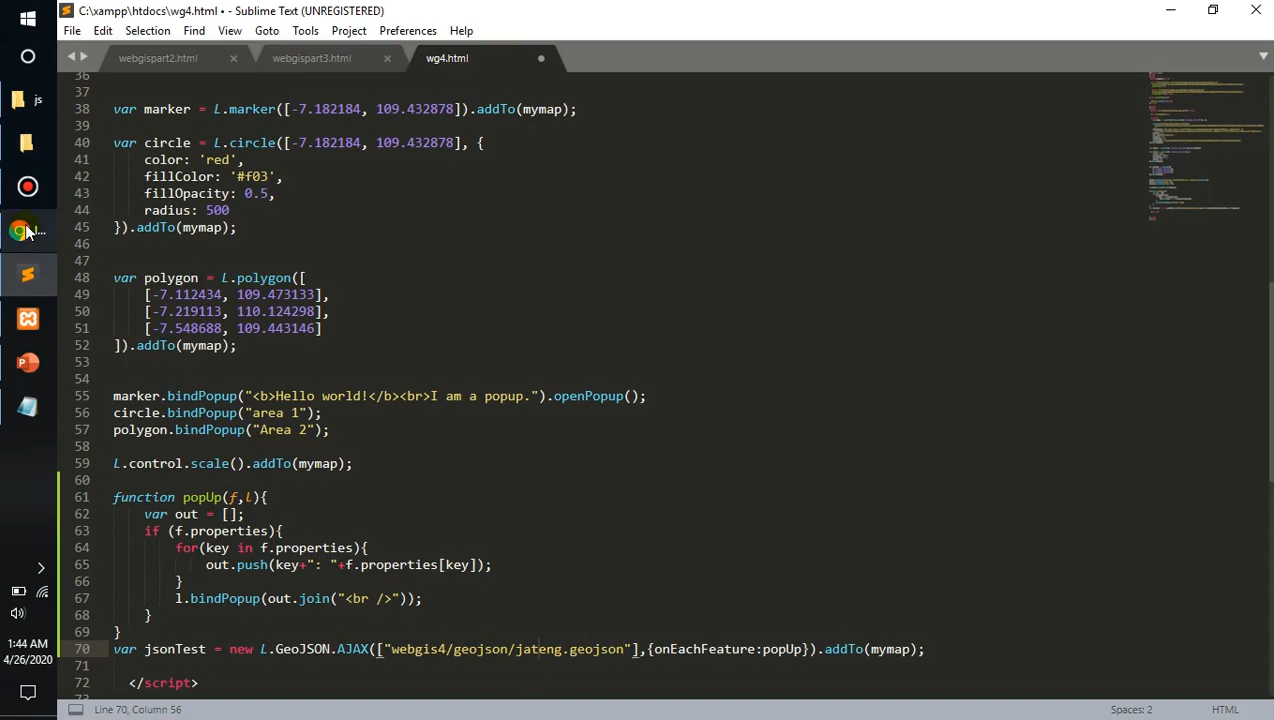 C:\xampp\htdocs\wg4.html • - Sublime Text (UNREGISTERED)
File Edit Selection Find View Goto Tools Project Preferences Help
webgispart2.html webgispart3.html wg4.html
js
36
37
38 var marker = L.marker([-7.182184, 109.432878]).addTo(mymap);
39
40 var circle = L.circle([-7.182184, 109.432878], {
41 color: 'red',
42 fillColor: '#f03',
43 fillOpacity: 0.5,
44 radius: 500
45 }).addTo(mymap);
46
47
48 var polygon = L.polygon([
49 [-7.112434, 109.473133],
50 [-7.219113, 110.124298],
51 [-7.548688, 109.443146]
52 ]).addTo(mymap);
53
54
55 marker.bindPopup("<b>Hello world!</b><br>I am a popup.").openPopup();
56 circle.bindPopup("area 1");
57 polygon.bindPopup("Area 2");
58
59 L.control.scale().addTo(mymap);
60
61 function popUp(f,l){
62 var out = [];
63 if (f.properties){
64 for(key in f.properties){
65 out.push(key+": "+f.properties[key]);
66 }
67 l.bindPopup(out.join("<br />"));
68 }
69 }
70 var jsonTest = new L.GeoJSON.AJAX(["webgis4/geojson/jateng.geojson"],{onEachFeature:popUp}).addTo(mymap);
71
72 </script>
73
1:44 AM
4/26/2020
Line 70, Column 56 Spaces: 2 HTML